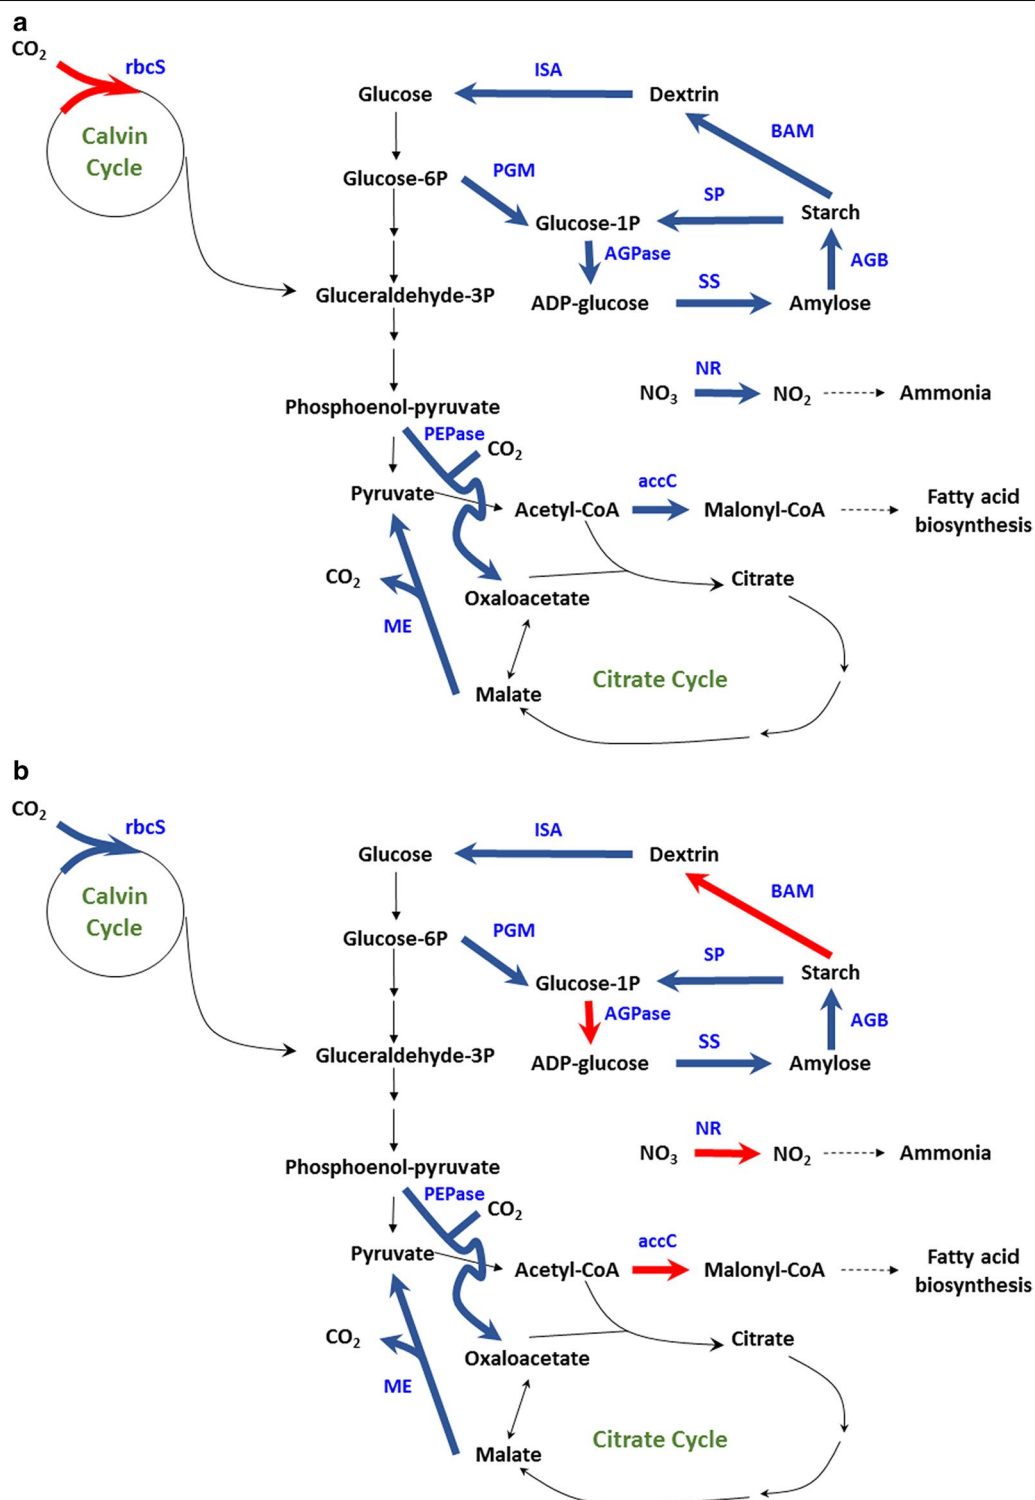 a
CO2
rbcS
Calvin
Cycle
Glucose
ISA
Dextrin
BAM
Glucose-6P
PGM
SP
Starch
Glucose-1P
AGPase
AGB
SS
Gluceraldehyde-3P
ADP-glucose
Amylose
NR
NO3
NO2
Ammonia
Phosphoenol-pyruvate
PEPase
CO2
accC
Pyruvate
Acetyl-CoA
Malonyl-CoA
Fatty acid
biosynthesis
CO2
Citrate
Oxaloacetate
ME
Citrate Cycle
Malate
b
CO2
rbcS
Calvin
Cycle
Glucose
ISA
Dextrin
BAM
Glucose-6P
PGM
SP
Starch
Glucose-1P
AGPase
AGB
SS
Gluceraldehyde-3P
ADP-glucose
Amylose
NR
NO3
NO2
Ammonia
Phosphoenol-pyruvate
PEPase
CO2
accC
Pyruvate
Acetyl-CoA
Malonyl-CoA
Fatty acid
biosynthesis
CO2
Citrate
Oxaloacetate
ME
Citrate Cycle
Malate